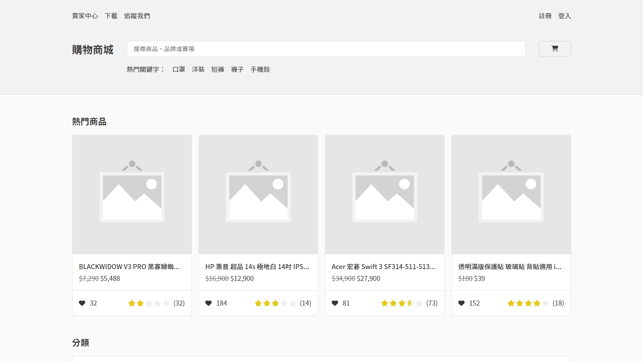 賣家中心 下載 追蹤我們 註冊 登入
購物商城 搜尋商品、品牌或賣場
熱門關鍵字： 口罩 洋裝 短褲 襪子 手機殼
熱門商品
BLACKWIDOW V3 PRO 黑寡婦蜘蛛...
$7,290 $5,488
32 (32)
HP 惠普 超品 14s 極地白 14吋 IPS...
$16,900 $12,900
184 (14)
Acer 宏碁 Swift 3 SF314-511-513...
$34,900 $27,900
81 (73)
透明滿版保護貼 玻璃貼 背貼適用 i...
$100 $39
152 (18)
分類